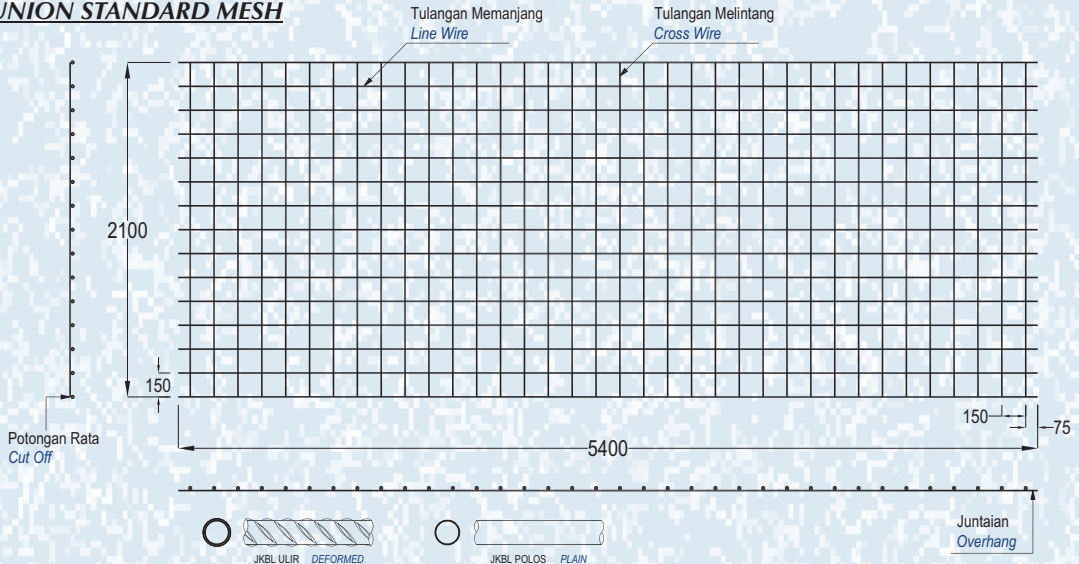 UNION STANDARD MESH
Tulangan Memanjang
Line Wire
Tulangan Melintang
Cross Wire
2100
150
150
75
Potongan Rata
Cut Off
5400
Juntaian
Overhang
JKBL ULIR DEFORMED
JKBL POLOS PLAIN